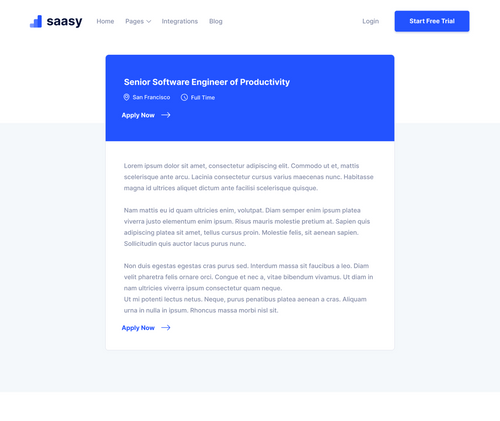 saasy
Home
Pages
Integrations
Blog
Login
Start Free Trial
Senior Software Engineer of Productivity
San Francisco
Full Time
Apply Now
Lorem ipsum dolor sit amet, consectetur adipiscing elit. Commodo ut et, mattis
scelerisque ante arcu. Lacinia consectetur cursus varius maecenas nunc. Habitasse
magna id ultrices aliquet dictum ante facilisi scelerisque quisque.
Nam mattis eu id quam ultricies enim, volutpat. Diam semper enim ipsum platea
viverra justo elementum enim ipsum. Risus mauris molestie pretium at. Sapien quis
adipiscing platea sit amet, tellus cursus proin. Molestie felis, sit aenean sapien.
Sollicitudin quis auctor lacus purus nunc.
Non duis egestas egestas cras purus sed. Interdum massa sit faucibus a leo. Diam
velit pharetra felis ornare orci. Congue et nec a, vitae bibendum vivamus. Ut diam in
nam ultricies viverra ipsum consectetur quam neque.
Ut mi potenti lectus netus. Neque, purus penatibus platea aenean a cras. Aliquam
urna in nulla in ipsum. Rhoncus massa morbi nisl sit.
Apply Now